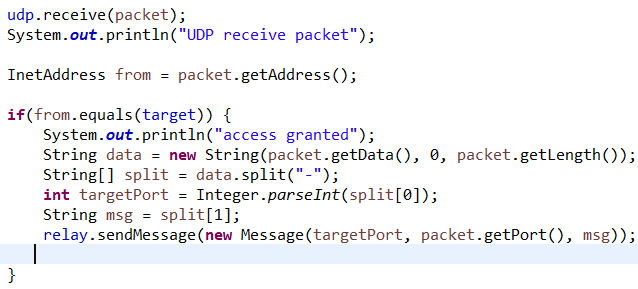 udp.receive(packet);
System.out.println("UDP receive packet");
InetAddress from = packet.getAddress();
if(from.equals(target)) {
System.out.println("access granted");
String data = new String(packet.getData(), 0, packet.getLength());
String[] split = data.split("-");
int targetPort = Integer.parseInt(split[0]);
String msg = split[1];
relay.sendMessage(new Message(targetPort, packet.getPort(), msg));
}